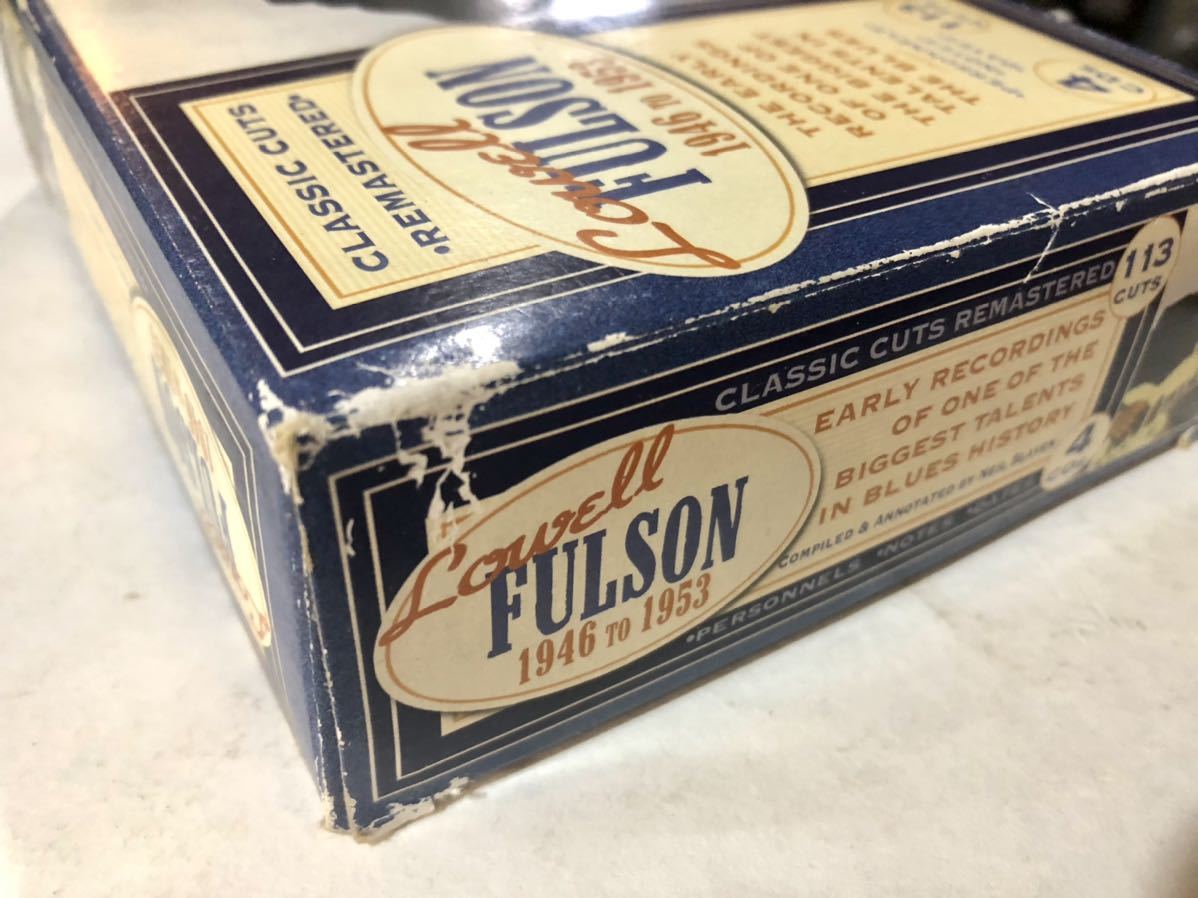 Lowell
FULSON
1946 TO 1953
CLASSIC CUTS
•REMASTERED•
THE EARLY
RECORDINGS
OF ONE OF
THE BIGGEST
TALENTS IN
THE BLUES
4
113
Lowell
FULSON
1946 TO 1953
CLASSIC CUTS REMASTERED
113
CUTS
EARLY RECORDINGS
OF ONE OF THE
BIGGEST TALENTS
IN BLUES HISTORY
COMPILED & ANNOTATED BY NEIL SLAVEN
4
•PERSONNELS •NOTES •DATES